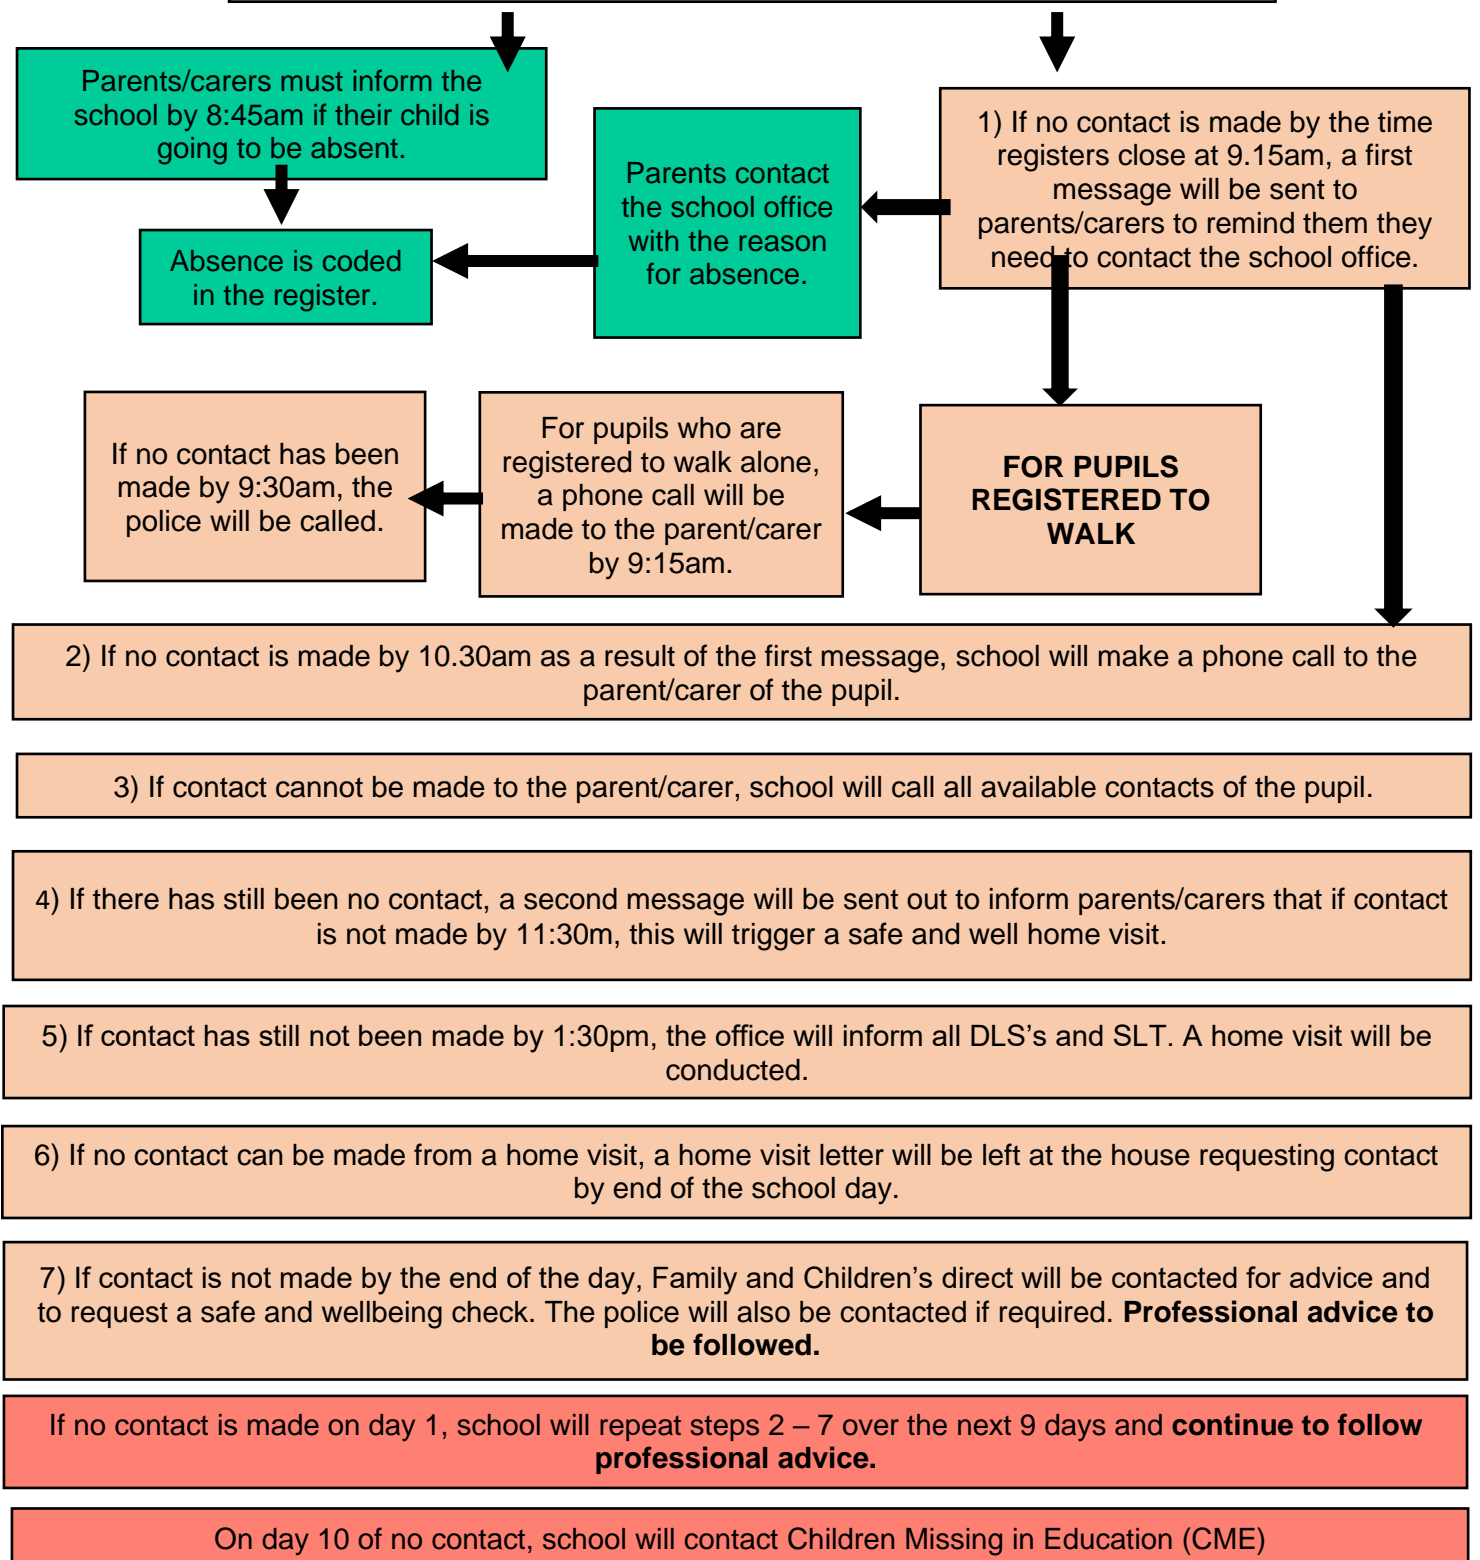 Parents/carers must inform the
school by 8:45am if their child is
going to be absent.
Absence is coded
in the register.
Parents contact
the school office
with the reason
for absence.
1) If no contact is made by the time
registers close at 9.15am, a first
message will be sent to
parents/carers to remind them they
need to contact the school office.
If no contact has been
made by 9:30am, the
police will be called.
For pupils who are
registered to walk alone,
a phone call will be
made to the parent/carer
by 9:15am.
FOR PUPILS
REGISTERED TO
WALK
2) If no contact is made by 10.30am as a result of the first message, school will make a phone call to the
parent/carer of the pupil.
3) If contact cannot be made to the parent/carer, school will call all available contacts of the pupil.
4) If there has still been no contact, a second message will be sent out to inform parents/carers that if contact
is not made by 11:30m, this will trigger a safe and well home visit.
5) If contact has still not been made by 1:30pm, the office will inform all DLS’s and SLT. A home visit will be
conducted.
6) If no contact can be made from a home visit, a home visit letter will be left at the house requesting contact
by end of the school day.
7) If contact is not made by the end of the day, Family and Children’s direct will be contacted for advice and
to request a safe and wellbeing check. The police will also be contacted if required. Professional advice to
be followed.
If no contact is made on day 1, school will repeat steps 2 – 7 over the next 9 days and continue to follow
professional advice.
On day 10 of no contact, school will contact Children Missing in Education (CME)